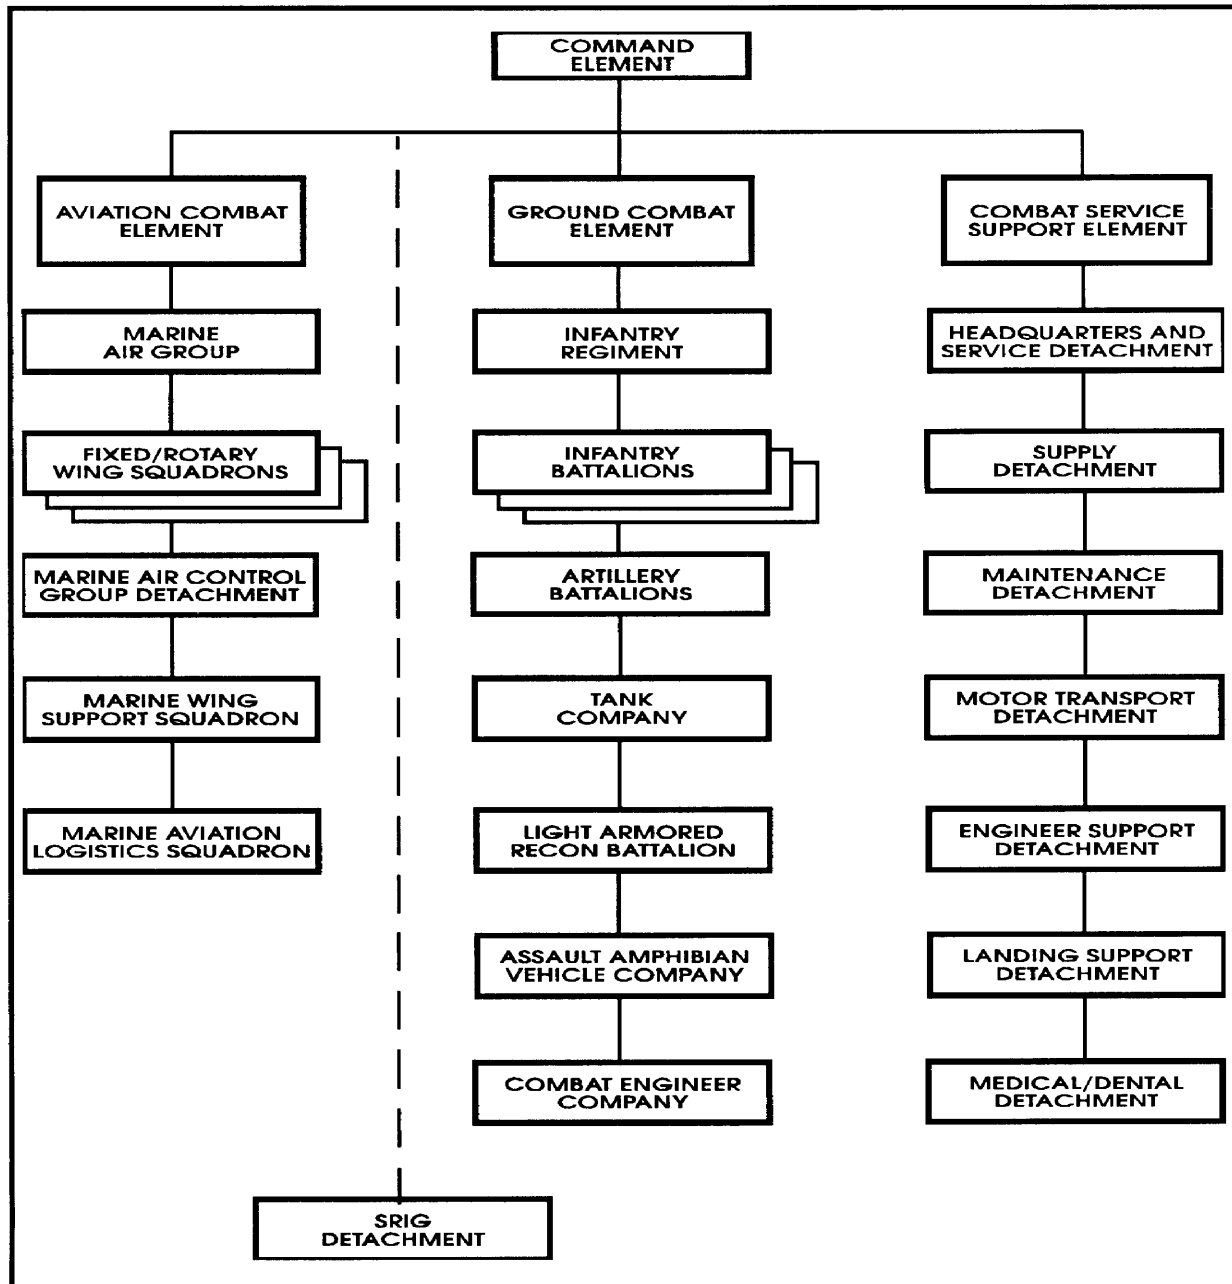 COMMAND
ELEMENT
AVIATION COMBAT
ELEMENT
MARINE
AIR GROUP
FIXED/ROTARY
WING SQUADRONS
MARINE AIR CONTROL
GROUP DETACHMENT
MARINE WING
SUPPORT SQUADRON
MARINE AVIATION
LOGISTICS SQUADRON
GROUND COMBAT
ELEMENT
INFANTRY
REGIMENT
INFANTRY
BATTALIONS
ARTILLERY
BATTALIONS
TANK
COMPANY
LIGHT ARMORED
RECON BATTALION
ASSAULT AMPHIBIAN
VEHICLE COMPANY
COMBAT ENGINEER
COMPANY
COMBAT SERVICE
SUPPORT ELEMENT
HEADQUARTERS AND
SERVICE DETACHMENT
SUPPLY
DETACHMENT
MAINTENANCE
DETACHMENT
MOTOR TRANSPORT
DETACHMENT
ENGINEER SUPPORT
DETACHMENT
LANDING SUPPORT
DETACHMENT
MEDICAL/DENTAL
DETACHMENT
SRIG
DETACHMENT